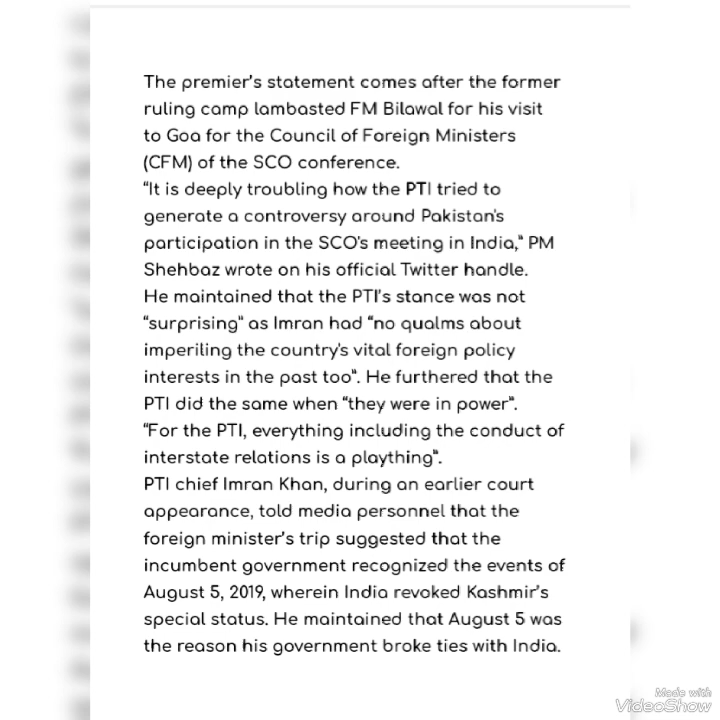 The premier's statement comes after the former
ruling camp lambasted FM Bilawal for his visit
to Goa for the Council of Foreign Ministers
(CFM) of the SCO conference.
“It is deeply troubling how the PTI tried to
generate a controversy around Pakistan's
participation in the SCO's meeting in India,” PM
Shehbaz wrote on his official Twitter handle.
He maintained that the PTI's stance was not
“surprising” as Imran had “no qualms about
imperiling the country's vital foreign policy
interests in the past too”. He furthered that the
PTI did the same when “they were in power”.
“For the PTI, everything including the conduct of
interstate relations is a plaything”.
PTI chief Imran Khan, during an earlier court
appearance, told media personnel that the
foreign minister's trip suggested that the
incumbent government recognized the events of
August 5, 2019, wherein India revoked Kashmir's
special status. He maintained that August 5 was
the reason his government broke ties with India.
Made with
VideoShow